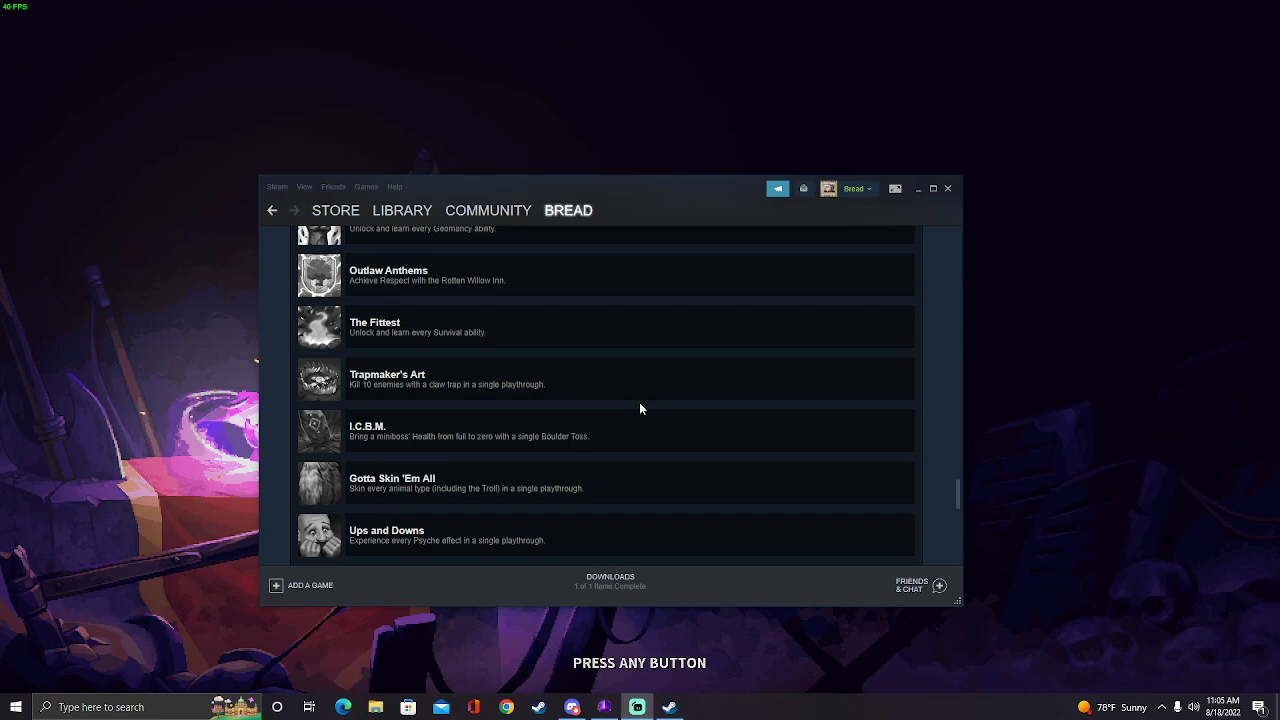 40 FPS
Steam View Friends Games Help
Bread
STORE LIBRARY COMMUNITY BREAD
Unlock and learn every Geomancy ability.
Outlaw Anthems
Achieve Respect with the Rotten Willow Inn.
The Fittest
Unlock and learn every Survival ability.
Trapmaker's Art
Kill 10 enemies with a claw trap in a single playthrough.
I.C.B.M.
Bring a miniboss' Health from full to zero with a single Boulder Toss.
Gotta Skin 'Em All
Skin every animal type (including the Troll) in a single playthrough.
Ups and Downs
Experience every Psyche effect in a single playthrough.
ADD A GAME
DOWNLOADS
1 of 1 Items Complete
FRIENDS
& CHAT
PRESS ANY BUTTON
Type here to search
78°F Sunny
11:05 AM
8/18/2022